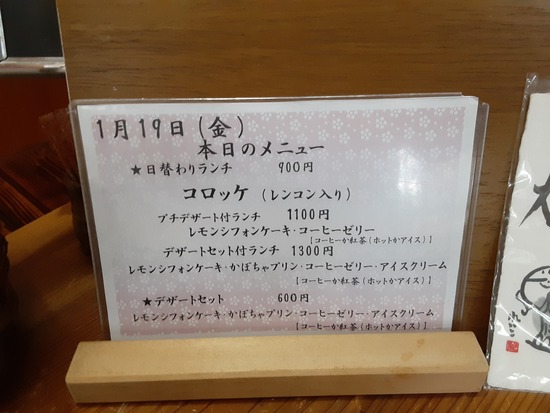 1月19日(金)
本日のメニュー
★日替わりランチ 900円
コロッケ (レンコン入り)
プチデザート付ランチ 1100円
レモンシフォンケーキ・コーヒーゼリー
【コーヒーか紅茶(ホットかアイス)】
デザートセット付ランチ 1300円
レモンシフォンケーキ・かぼちゃプリン・コーヒーゼリー・アイスクリーム
【コーヒーか紅茶(ホットかアイス)】
★デザートセット 600円
レモンシフォンケーキ・かぼちゃプリン・コーヒーゼリー・アイスクリーム
【コーヒーか紅茶(ホットかアイス)】